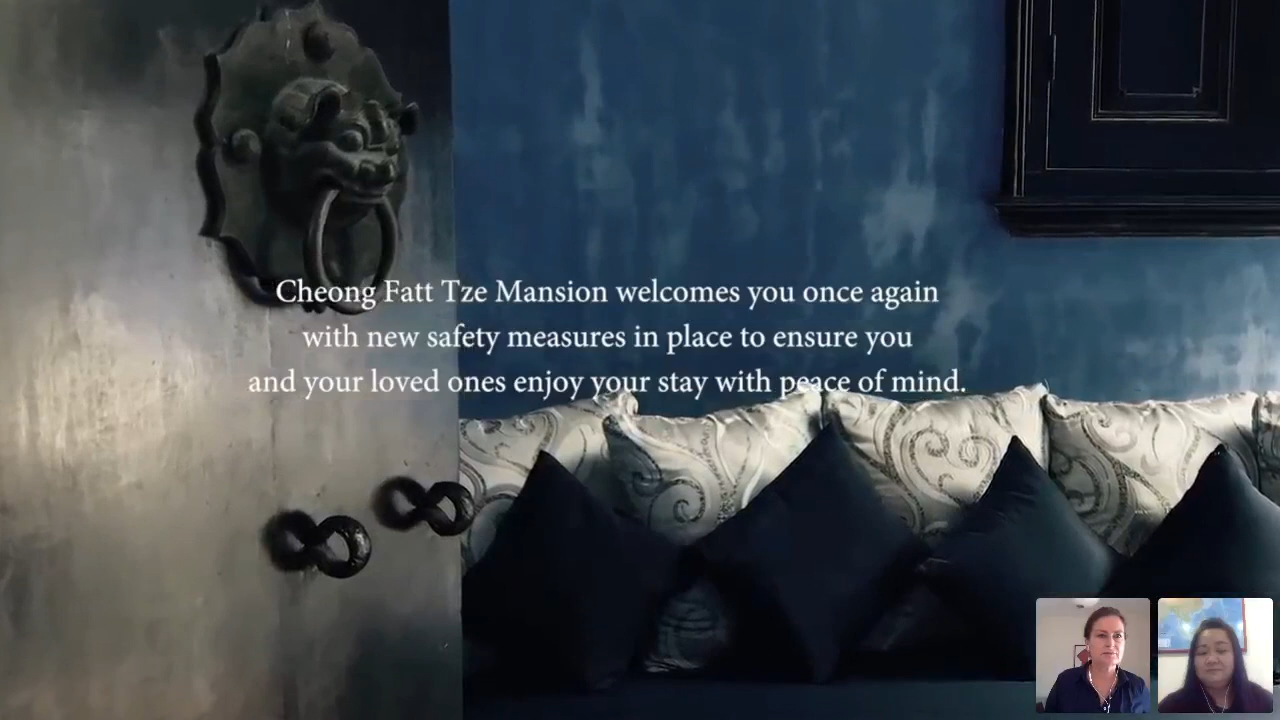 Cheong Fatt Tze Mansion welcomes you once again
with new safety measures in place to ensure you
and your loved ones enjoy your stay with peace of mind.